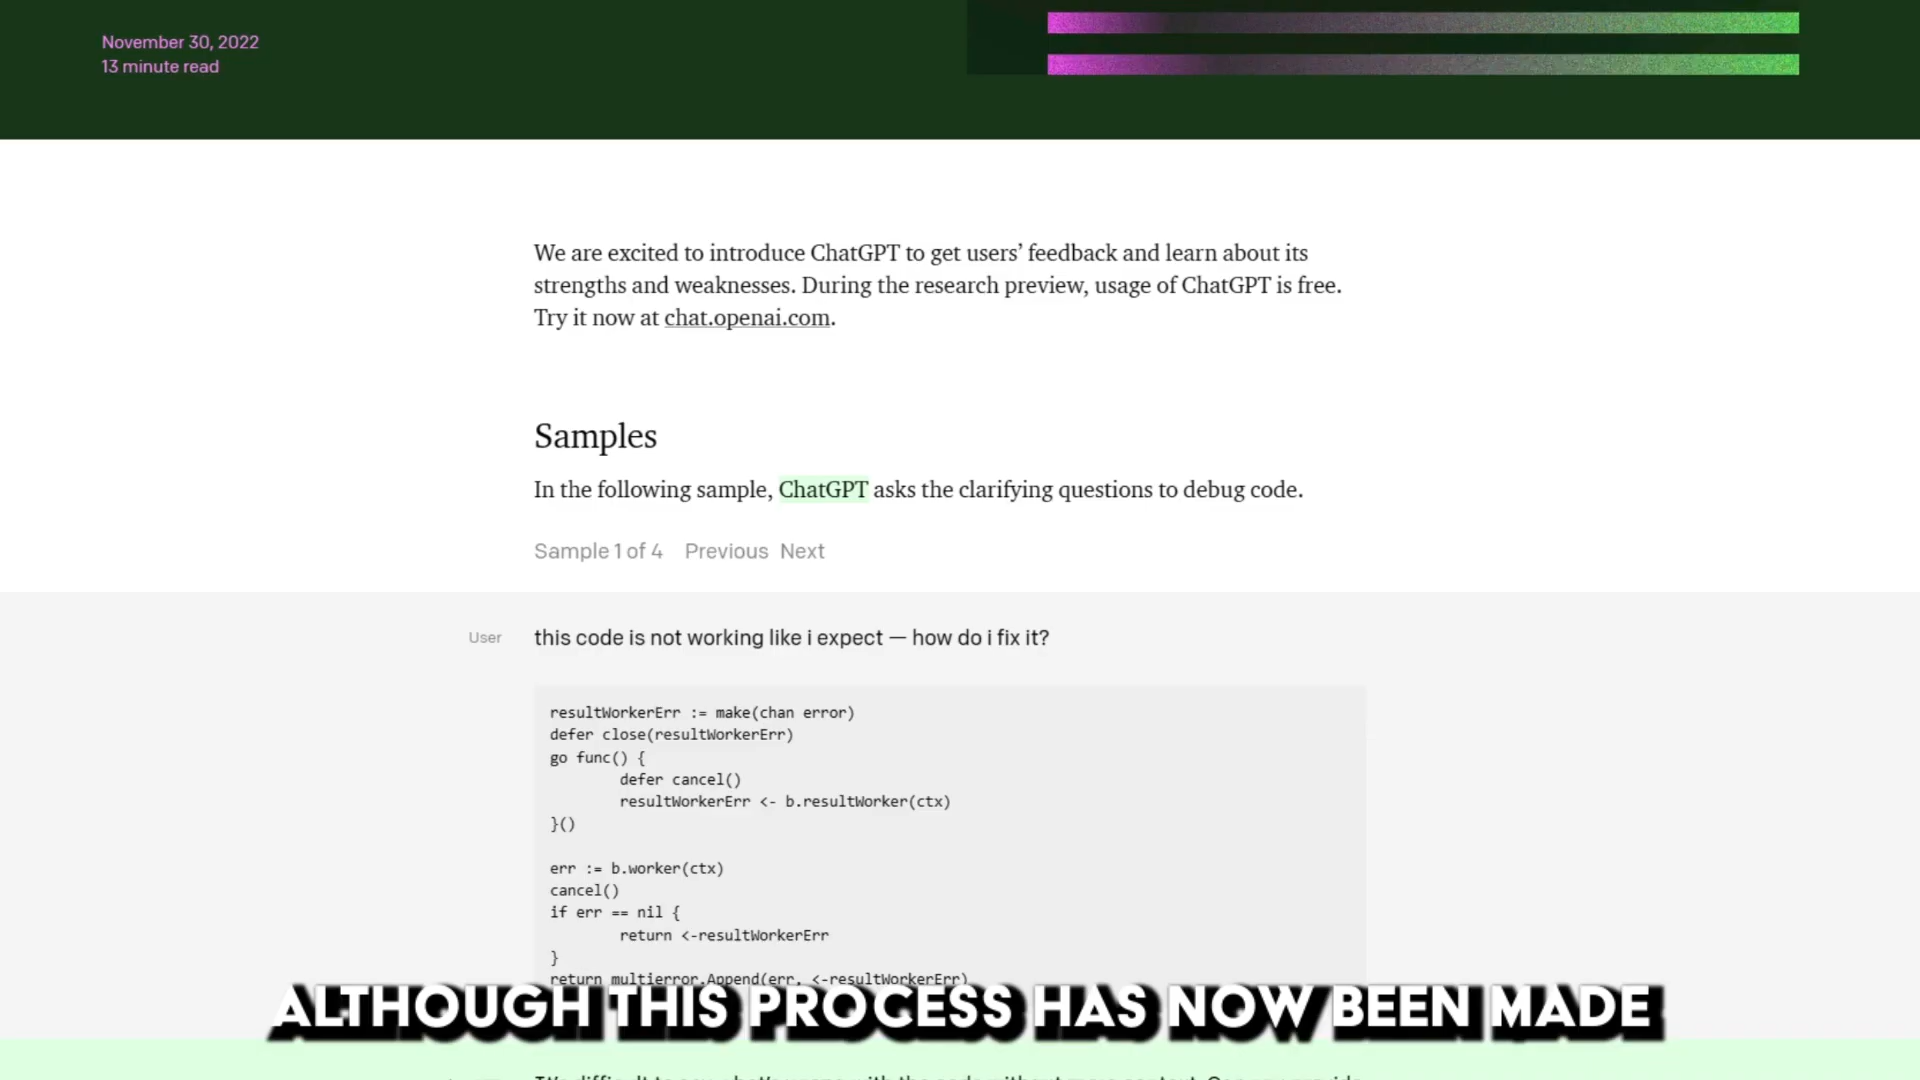 November 30, 2022
13 minute read
We are excited to introduce ChatGPT to get users’ feedback and learn about its
strengths and weaknesses. During the research preview, usage of ChatGPT is free.
Try it now at chat.openai.com.
Samples
In the following sample, ChatGPT asks the clarifying questions to debug code.
Sample 1 of 4 Previous Next
User this code is not working like i expect — how do i fix it?
resultWorkerErr := make(chan error)
defer close(resultWorkerErr)
go func() {
defer cancel()
resultWorkerErr <- b.resultWorker(ctx)
}()
err := b.worker(ctx)
cancel()
if err == nil {
return <-resultWorkerErr
}
return multierror.Append(err, <-resultWorkerErr)
ALTHOUGH THIS PROCESS HAS NOW BEEN MADE